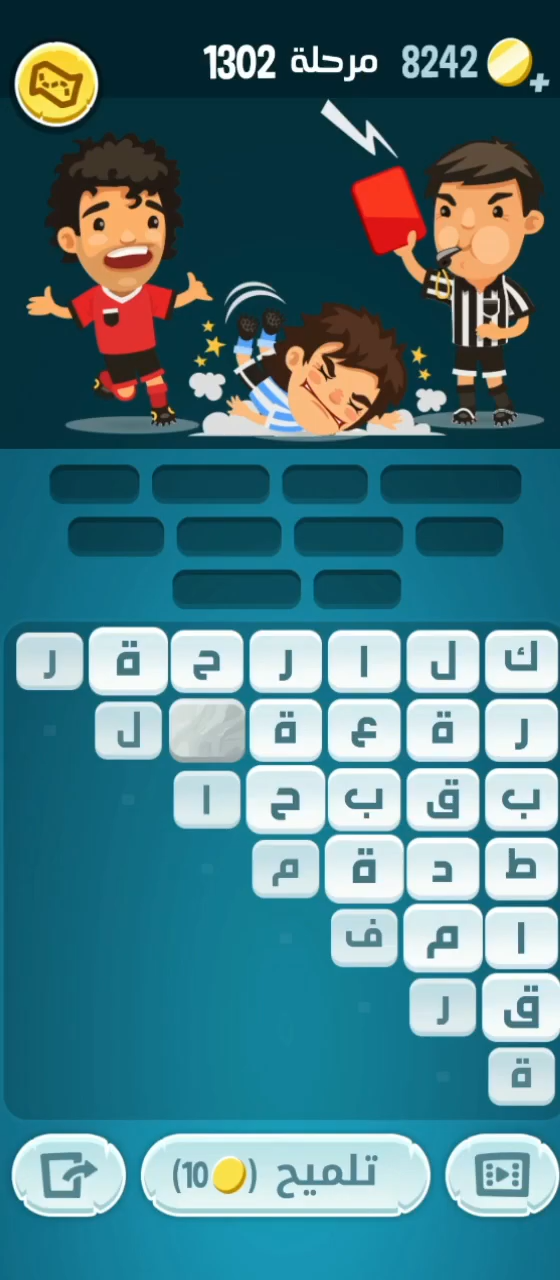 8242 مرحلة 1302
ك ل ا ر ح ة ر
ر ة ع ة ل
ب ق ب ح ا
ط د ة م
ا م ف
ق ر
ة
تلميح (10)